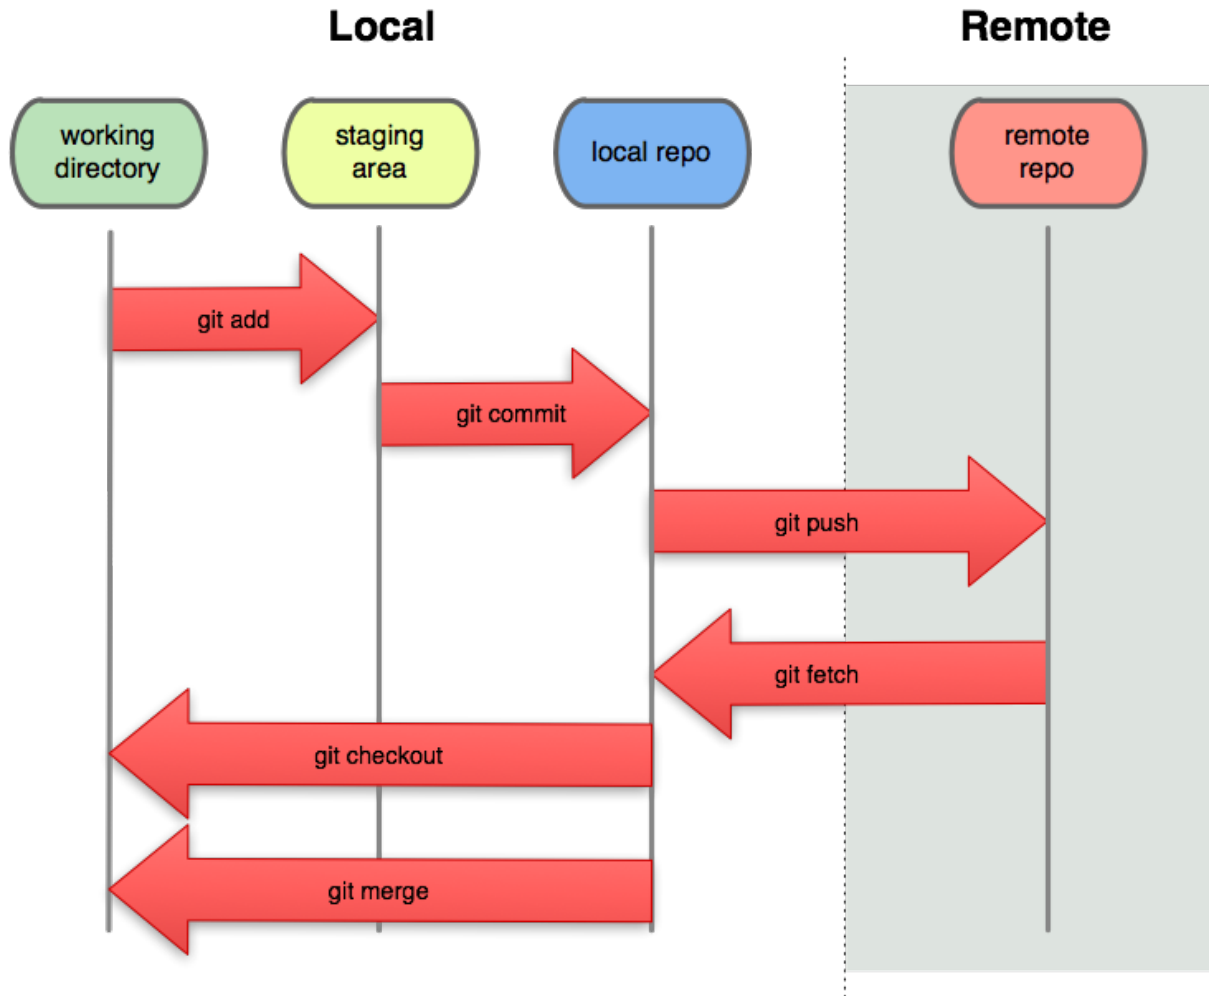 Local
Remote
working
directory
staging
area
local repo
remote
repo
git add
git commit
git push
git fetch
git checkout
git merge